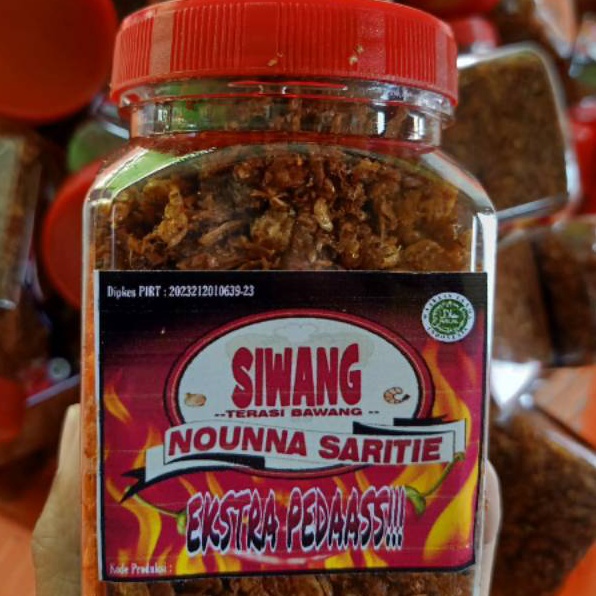 Dipkes PIRT : 2023212010639-23
SIWANG
--TERASI BAWANG--
NOUNNA SARITIE
EKSTRA PEDAASS!!!
Kode Produksi :